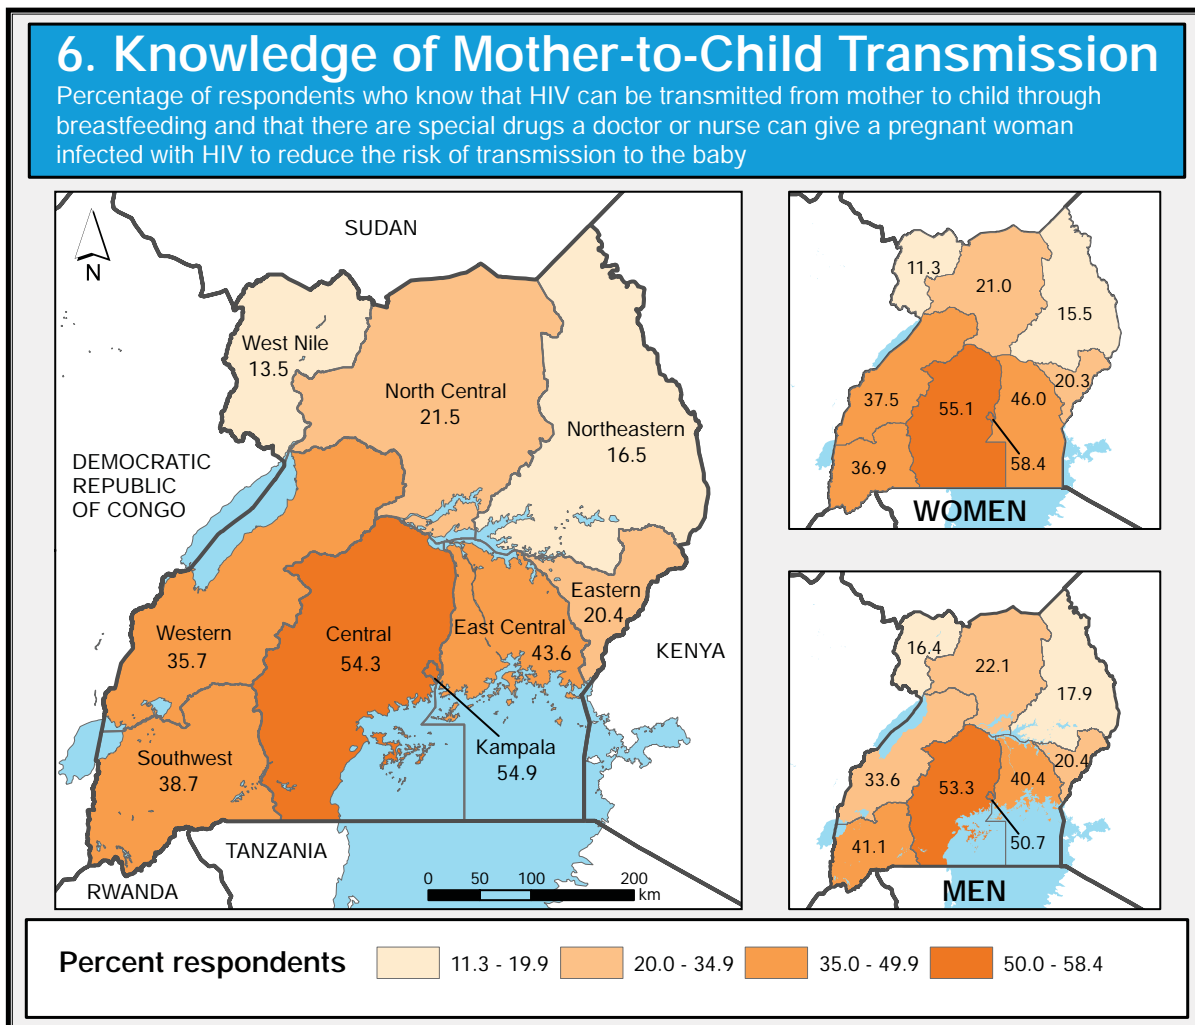 6. Knowledge of Mother-to-Child Transmission
Percentage of respondents who know that HIV can be transmitted from mother to child through
breastfeeding and that there are special drugs a doctor or nurse can give a pregnant woman
infected with HIV to reduce the risk of transmission to the baby
N
SUDAN
West Nile
13.5
North Central
21.5
Northeastern
16.5
DEMOCRATIC
REPUBLIC
OF CONGO
Eastern
20.4
Western
35.7
Central
54.3
East Central
43.6
KENYA
Kampala
54.9
Southwest
38.7
TANZANIA
RWANDA
0 50 100 200
km
11.3
21.0
15.5
20.3
37.5
55.1
46.0
36.9
58.4
WOMEN
16.4
22.1
17.9
20.4
33.6
53.3
40.4
41.1
50.7
MEN
Percent respondents
11.3 - 19.9
20.0 - 34.9
35.0 - 49.9
50.0 - 58.4